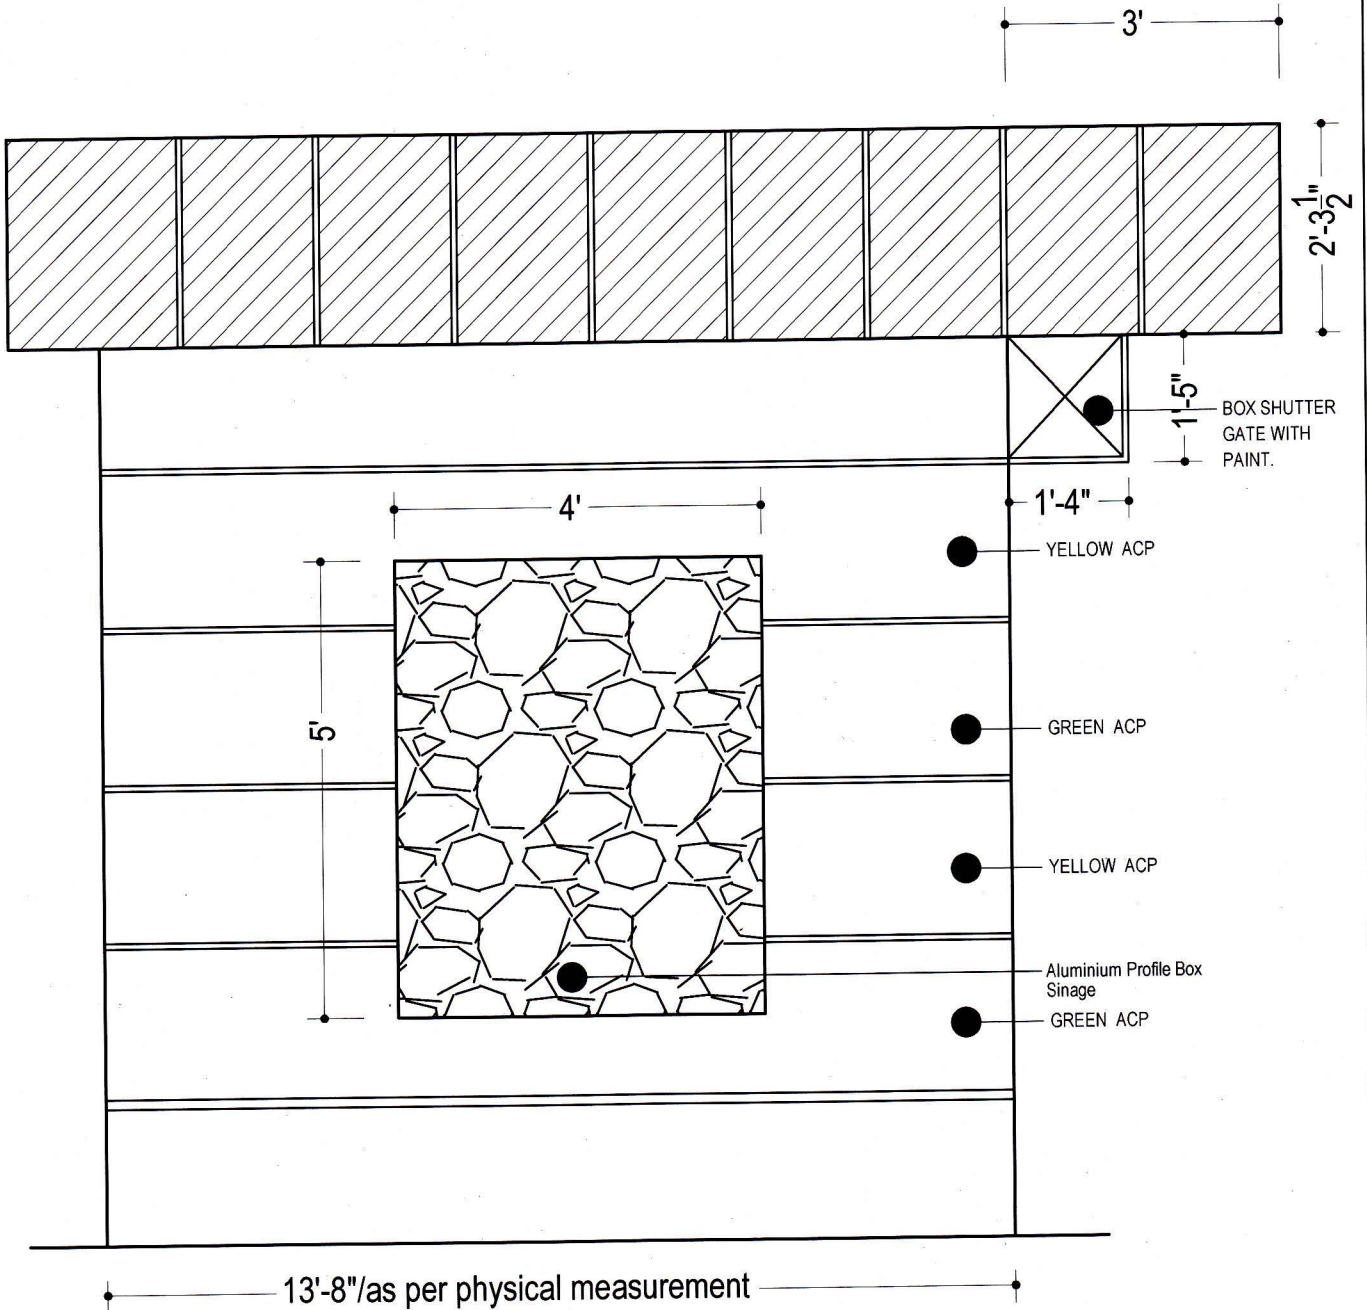 3'
2'-3 1/2"
1'-5"
BOX SHUTTER
GATE WITH
PAINT.
1'-4"
4'
YELLOW ACP
5'
GREEN ACP
YELLOW ACP
Aluminium Profile Box
Sinage
GREEN ACP
13'-8"/as per physical measurement